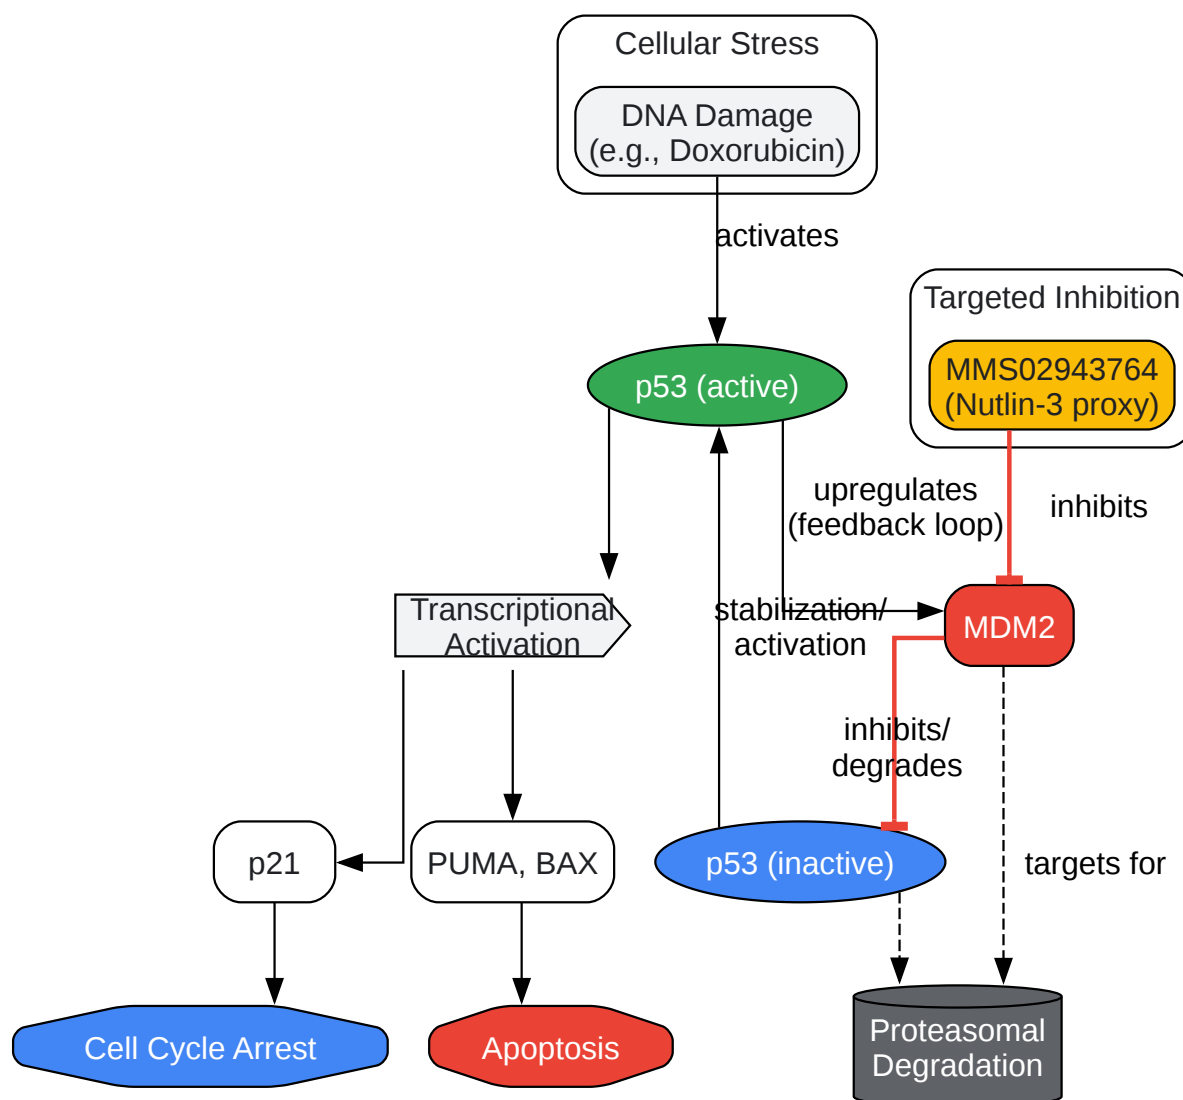 Cellular Stress
DNA Damage
(e.g., Doxorubicin)
activates
Targeted Inhibition
MMS02943764
(Nutlin-3 proxy)
p53 (active)
upregulates
(feedback loop)
inhibits
Transcriptional
Activation
stabilization/
activation
MDM2
inhibits/
degrades
p21
PUMA, BAX
p53 (inactive)
targets for
Cell Cycle Arrest
Apoptosis
Proteasomal
Degradation